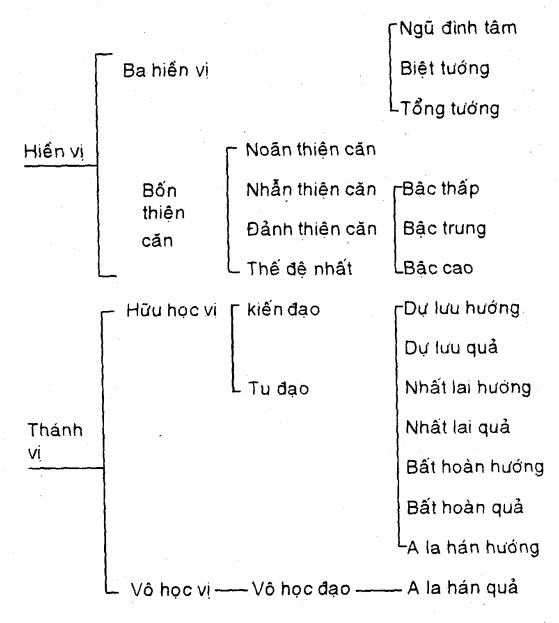 Ngũ đình tâm
Ba hiền vị
Biệt tướng
Tổng tướng
Hiền vị
Noãn thiện căn
Bốn
thiện
căn
Nhẫn thiện căn
Bậc thấp
Đảnh thiện căn
Bậc trung
Thế đệ nhất
Bậc cao
Hữu học vi
kiến đạo
Dự lưu hướng
Dự lưu quả
Tu đạo
Nhất lai hướng
Thánh
vị
Nhất lai quả
Bất hoàn hướng
Bất hoàn quả
A la hán hướng
Vô học vị
Vô học đạo
A la hán quả